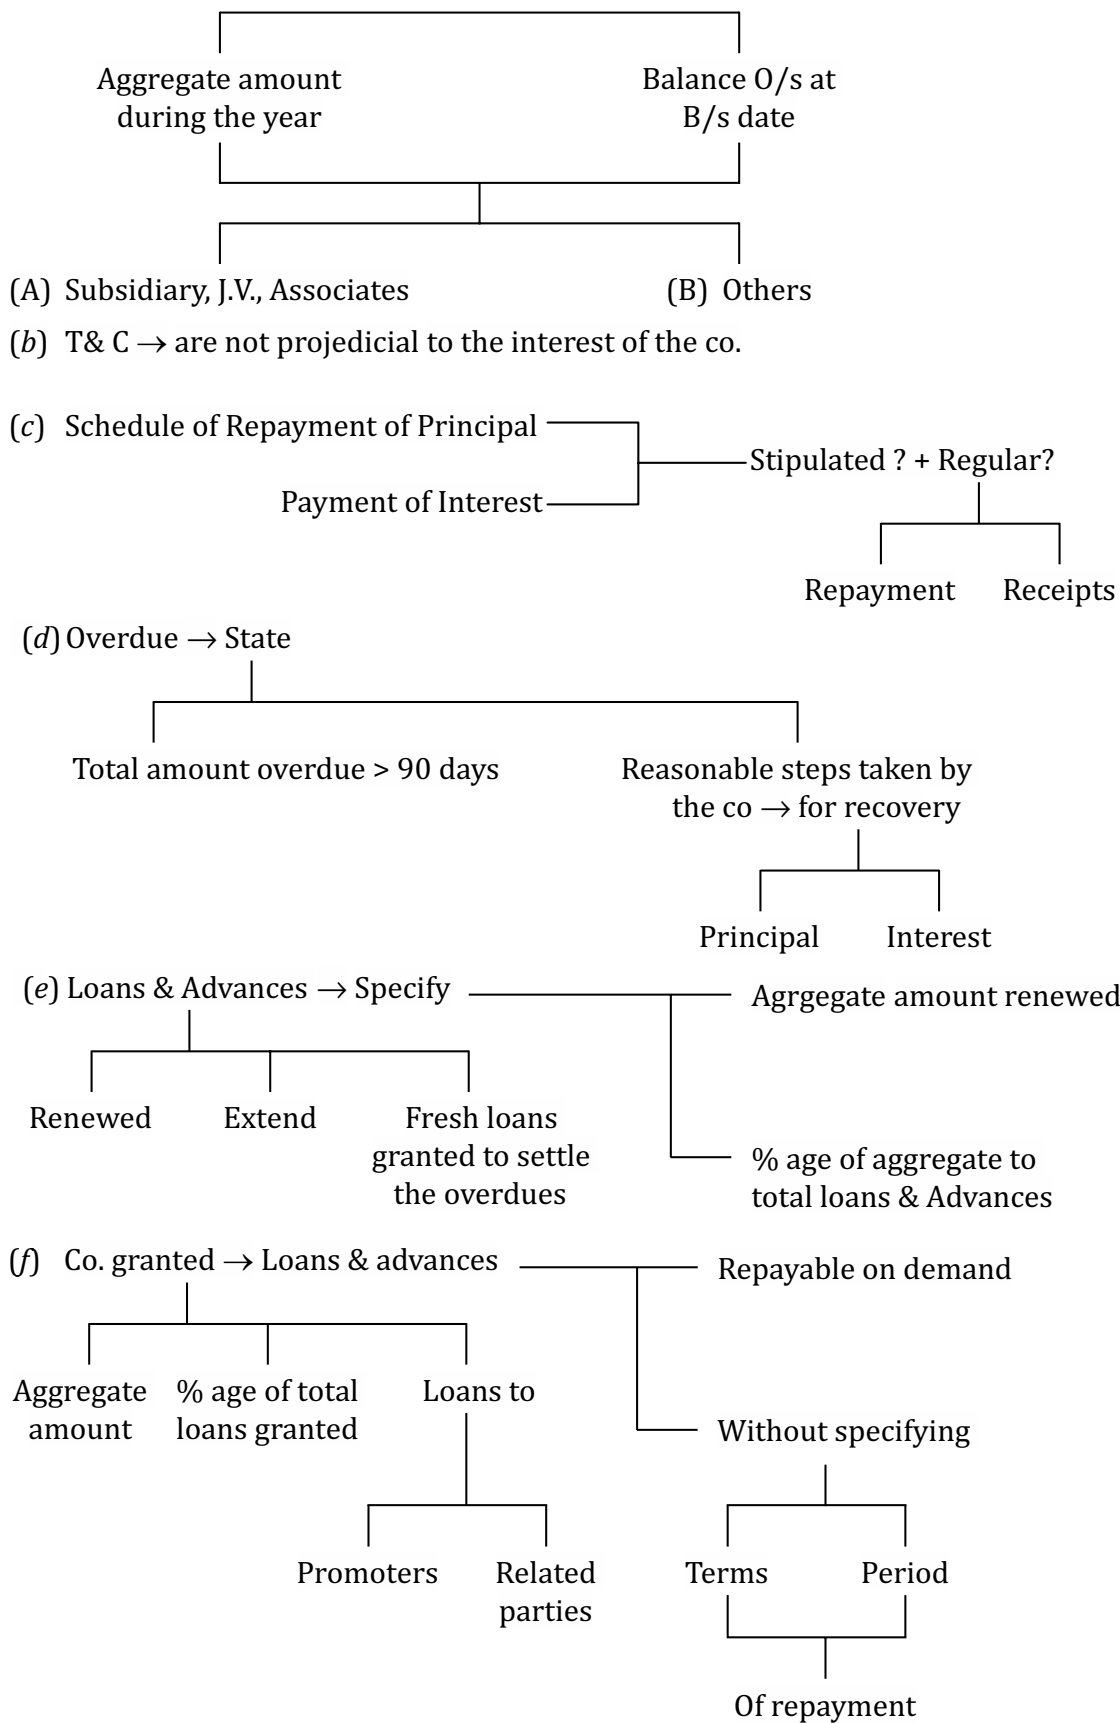 Aggregate amount
during the year
Balance O/s at
B/s date
(A) Subsidiary, J.V., Associates
(B) Others
(b) T& C → are not projedicial to the interest of the co.
(c) Schedule of Repayment of Principal
Payment of Interest
Stipulated ? + Regular?
Repayment
Receipts
(d) Overdue → State
Total amount overdue > 90 days
Reasonable steps taken by
the co → for recovery
Principal
Interest
(e) Loans & Advances → Specify
Agrgegate amount renewed
Renewed
Extend
Fresh loans
granted to settle
the overdues
% age of aggregate to
total loans & Advances
(f) Co. granted → Loans & advances
Repayable on demand
Aggregate
amount
% age of total
loans granted
Loans to
Without specifying
Promoters
Related
parties
Terms
Period
Of repayment